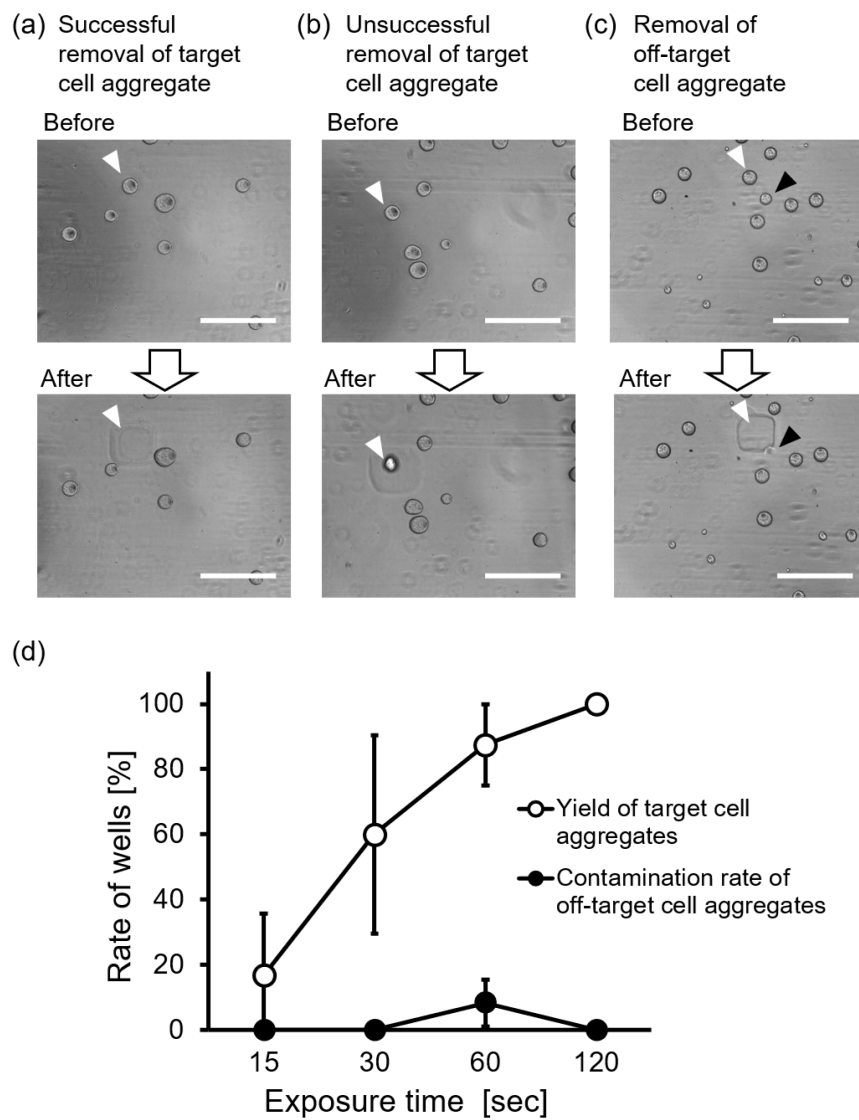 (a) Successful
removal of target
cell aggregate
Before
After
(b) Unsuccessful
removal of target
cell aggregate
Before
After
(c) Removal of
off-target
cell aggregate
Before
After
(d)
Rate of wells [%]
100
80
60
40
20
0
15 30 60 120
Exposure time [sec]
Yield of target cell
aggregates
Contamination rate of
off-target cell aggregates